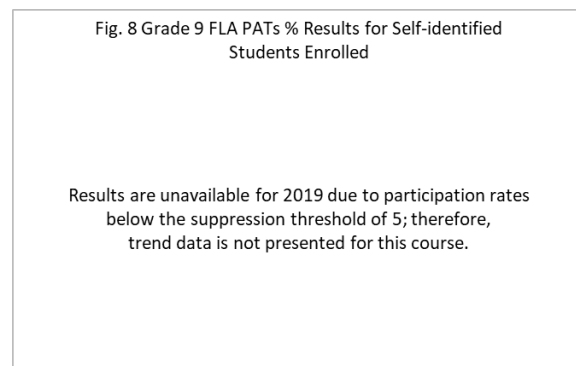 Fig. 8 Grade 9 FLA PATs % Results for Self-identified
Students Enrolled
Results are unavailable for 2019 due to participation rates
below the suppression threshold of 5; therefore,
trend data is not presented for this course.